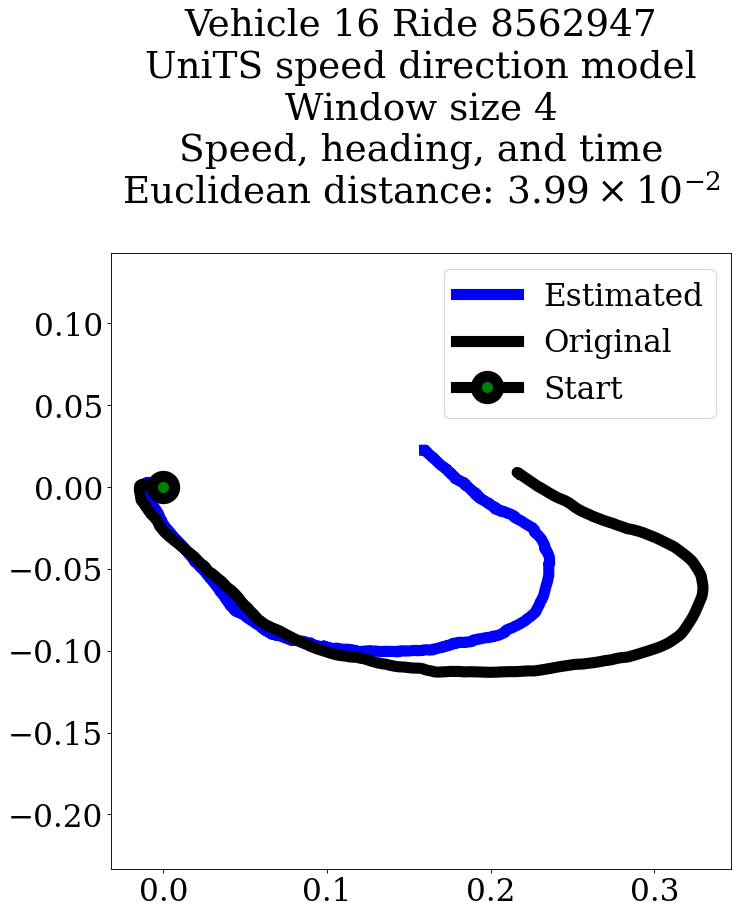 Vehicle 16 Ride 8562947
UniTS speed direction model
Window size 4
Speed, heading, and time
Euclidean distance: 3.99 × 10⁻²
Estimated
Original
Start
0.10
0.05
0.00
−0.05
−0.10
−0.15
−0.20
0.0 0.1 0.2 0.3